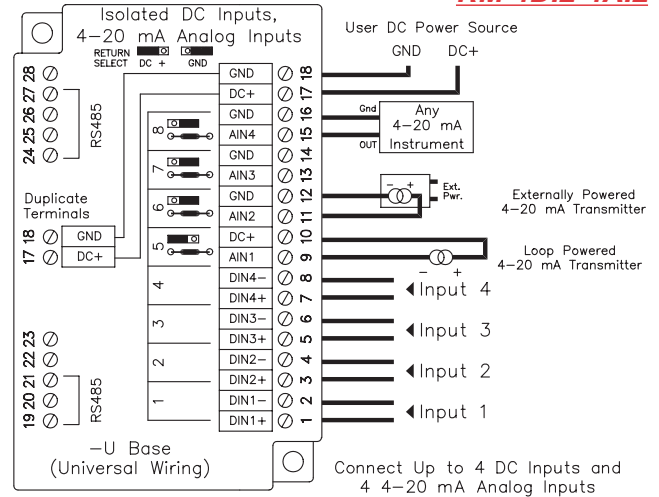 Isolated DC Inputs,
4-20 mA Analog Inputs
RETURN
SELECT DC + GND
User DC Power Source
GND DC+
28
27
26
25
24
RS485
Duplicate
Terminals
18 GND
17 DC+
23
22
21
20
19
RS485
GND 18
DC+ 17
GND 16
8
AIN4 15
GND 14
7
AIN3 13
GND 12
6
AIN2 11
DC+ 10
5
AIN1 9
DIN4- 8
4
DIN4+ 7
DIN3- 6
3
DIN3+ 5
DIN2- 4
2
DIN2+ 3
DIN1- 2
1
DIN1+ 1
Gnd
OUT
Any
4-20 mA
Instrument
- +
Ext.
Pwr.
Externally Powered
4-20 mA Transmitter
Loop Powered
4-20 mA Transmitter
- +
Input 4
Input 3
Input 2
Input 1
-U Base
(Universal Wiring)
Connect Up to 4 DC Inputs and
4 4-20 mA Analog Inputs